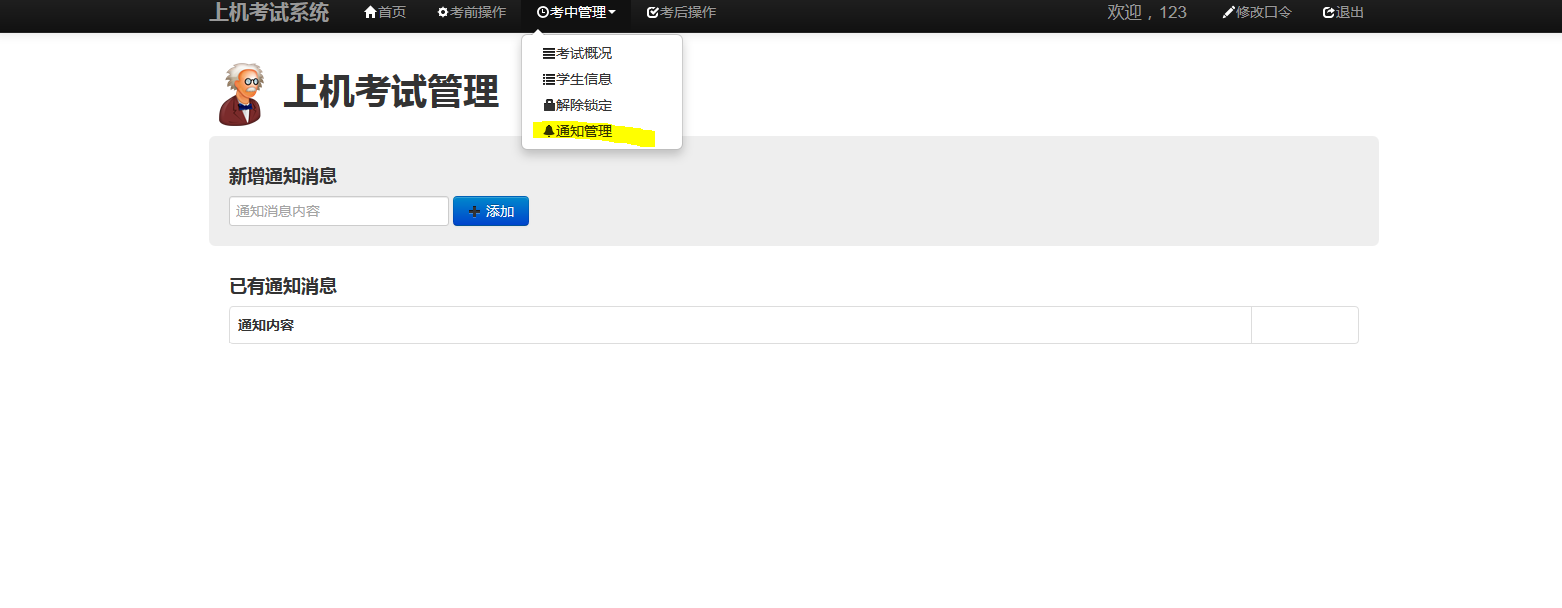 上机考试系统 首页 考前操作 考中管理 考后操作 欢迎，123 修改口令 退出
考试概况
学生信息
解除锁定
通知管理
上机考试管理
新增通知消息
通知消息内容 添加
已有通知消息
通知内容